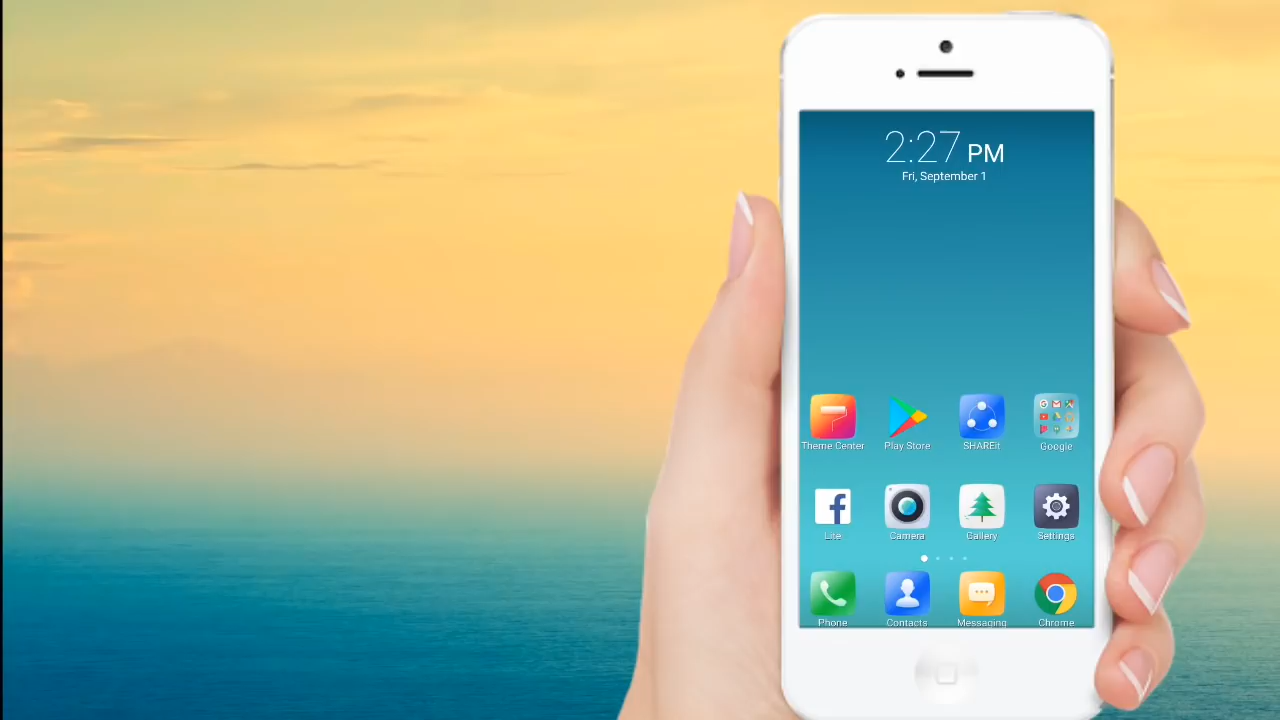 2:27 PM
Fri, September 1
Theme Center Play Store SHAREit Google
Lite Camera Gallery Settings
Phone Contacts Messaging Chrome